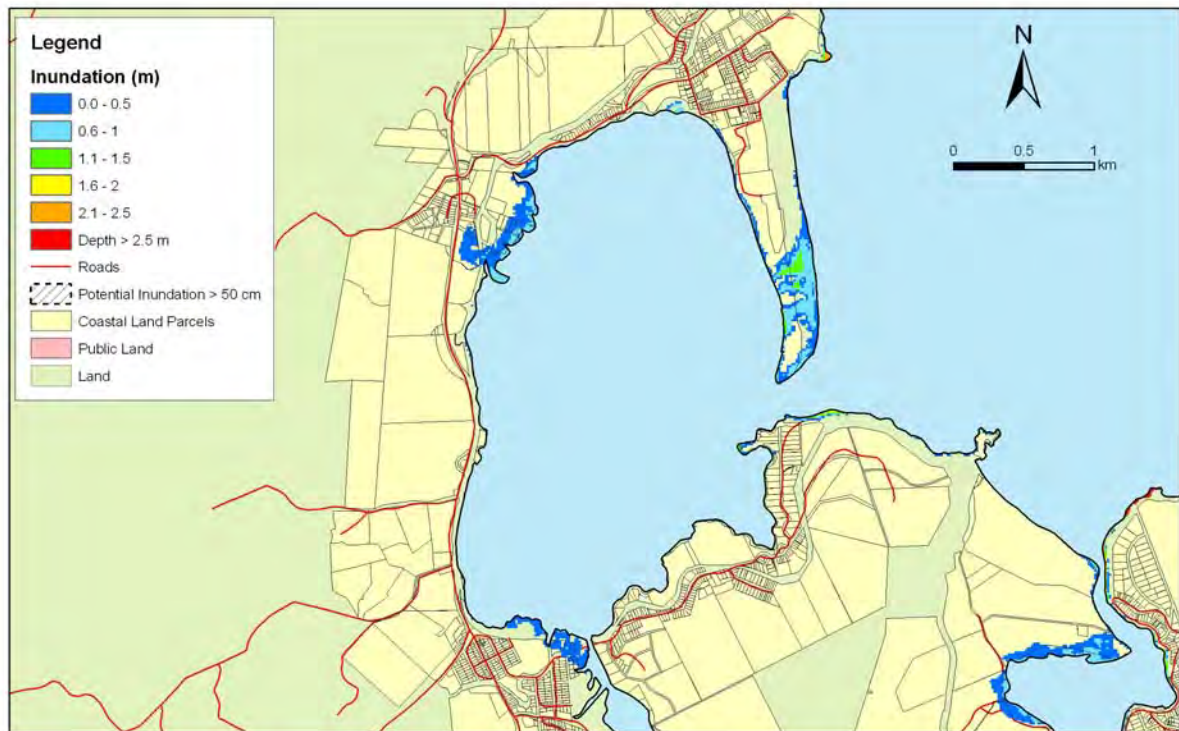 Legend
Inundation (m)
0.0 - 0.5
0.6 - 1
1.1 - 1.5
1.6 - 2
2.1 - 2.5
Depth > 2.5 m
Roads
Potential Inundation > 50 cm
Coastal Land Parcels
Public Land
Land
N
0 0.5 1
km